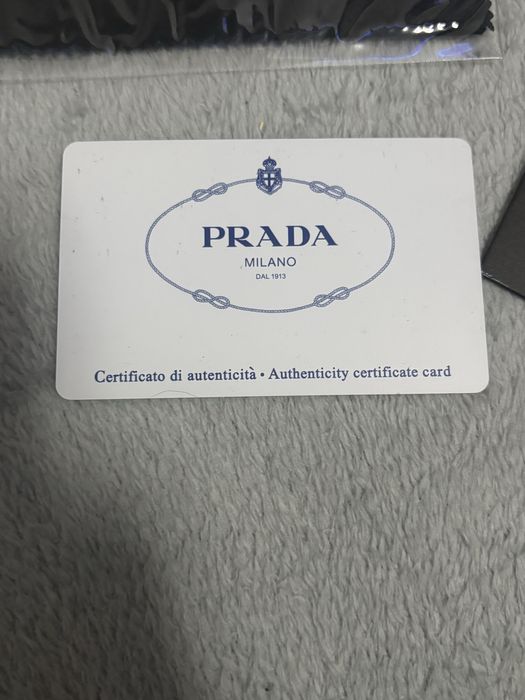 PRADA
MILANO
DAL 1913
Certificato di autenticità • Authenticity certificate card